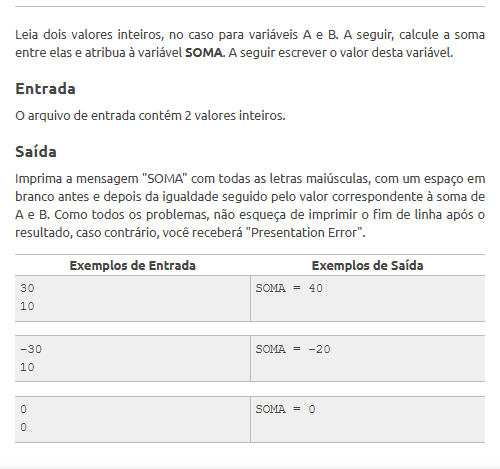 Leia dois valores inteiros, no caso para variáveis A e B. A seguir, calcule a soma
entre elas e atribua à variável SOMA. A seguir escrever o valor desta variável.
Entrada
O arquivo de entrada contém 2 valores inteiros.
Saída
Imprima a mensagem "SOMA" com todas as letras maiúsculas, com um espaço em
branco antes e depois da igualdade seguido pelo valor correspondente à soma de
A e B. Como todos os problemas, não esqueça de imprimir o fim de linha após o
resultado, caso contrário, você receberá "Presentation Error".
Exemplos de Entrada Exemplos de Saída
30 SOMA = 40
10
-30 SOMA = -20
10
0 SOMA = 0
0